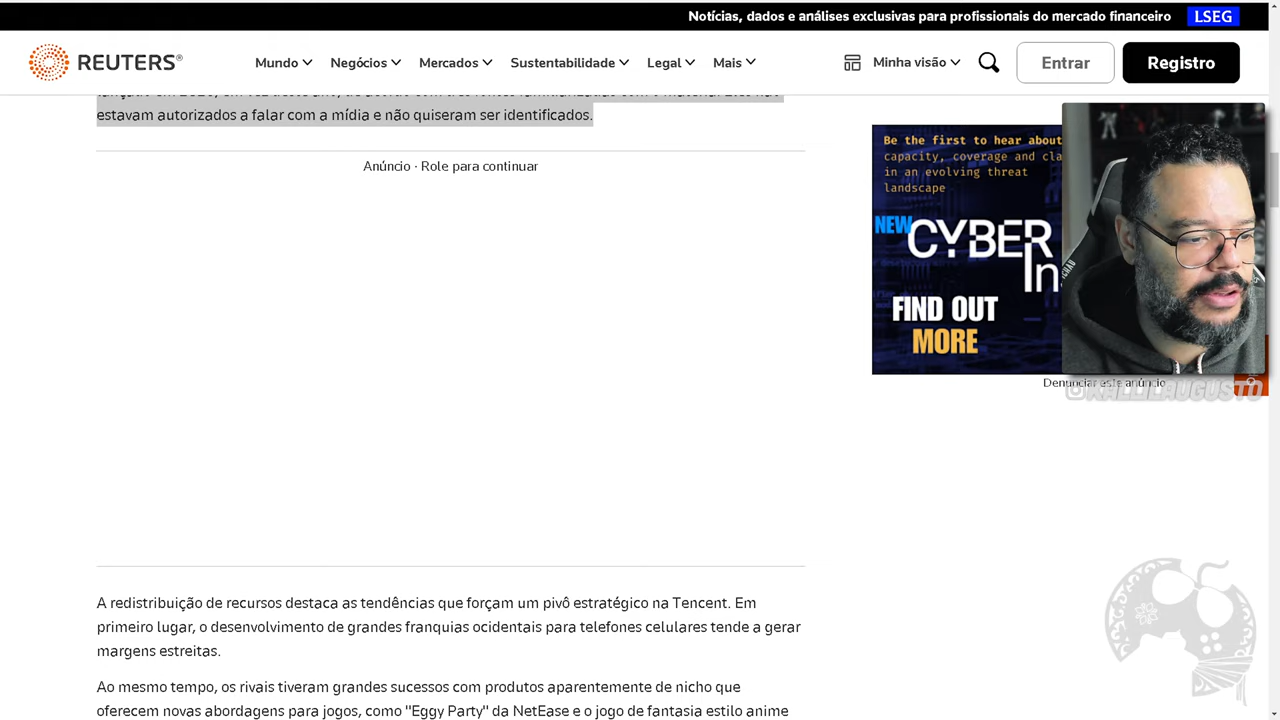 Notícias, dados e análises exclusivas para profissionais do mercado financeiro LSEG
REUTERS®
Mundo Negócios Mercados Sustentabilidade Legal Mais Minha visão Entrar Registro
estavam autorizados a falar com a mídia e não quiseram ser identificados.
Anúncio · Role para continuar
Be the first to hear about
capacity, coverage and cla
in an evolving threat
landscape
NEW
CYBER
In
FIND OUT
MORE
Denunciar este anúncio
KALLILAUGUSTO
A redistribuição de recursos destaca as tendências que forçam um pivô estratégico na Tencent. Em
primeiro lugar, o desenvolvimento de grandes franquias ocidentais para telefones celulares tende a gerar
margens estreitas.
Ao mesmo tempo, os rivais tiveram grandes sucessos com produtos aparentemente de nicho que
oferecem novas abordagens para jogos, como "Eggy Party" da NetEase e o jogo de fantasia estilo anime